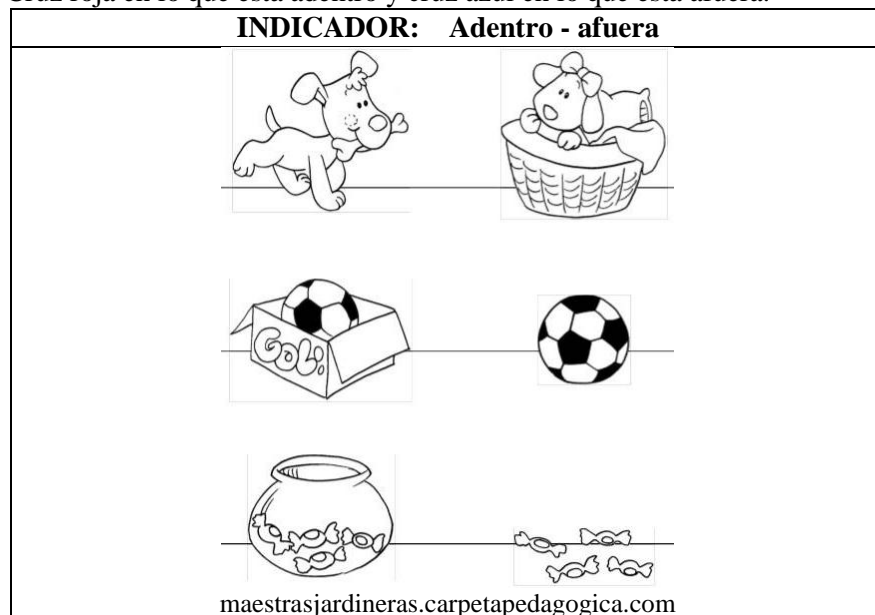 Cruz roja en lo que está adentro y cruz azul en lo que está afuera.
INDICADOR: Adentro - afuera
GOL!
maestrasjardineras.carpetapedagogica.com